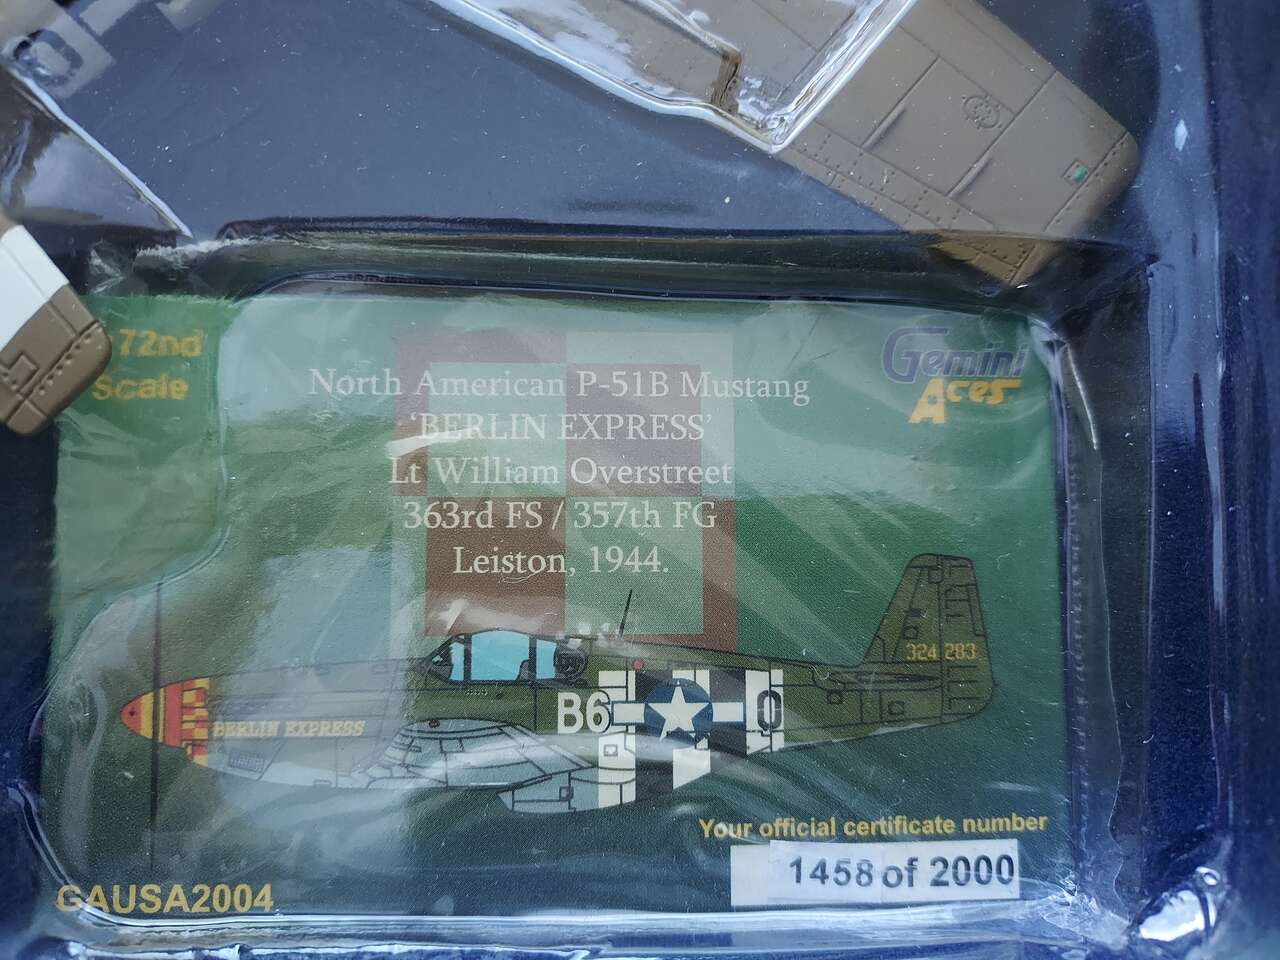 72nd
Scale
Gemini
Aces
North American P-51B Mustang
‘BERLIN EXPRESS’
Lt William Overstreet
363rd FS / 357th FG
Leiston, 1944.
324 283
B6
BERLIN EXPRESS
Your official certificate number
1458 of 2000
GAUSA2004